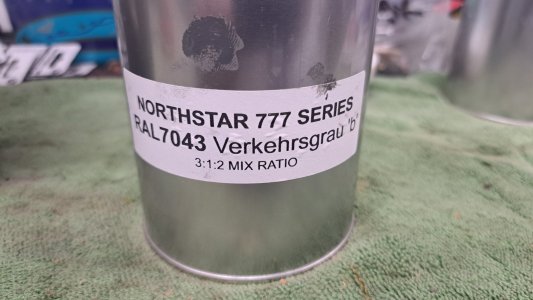 NORTHSTAR 777 SERIES
RAL7043 Verkehrsgrau "b"
3:1:2 MIX RATIO